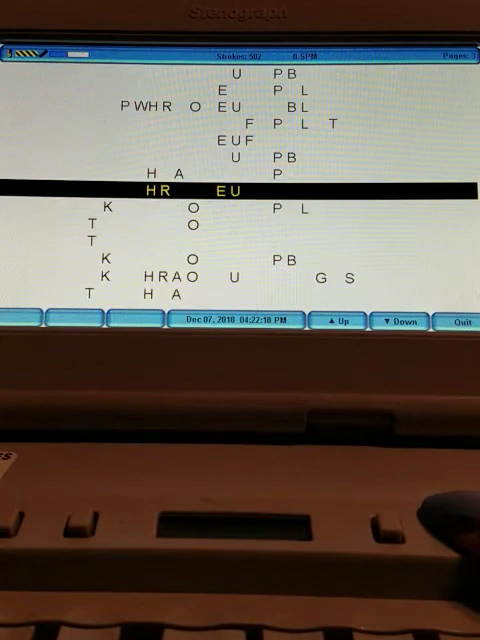 Stenograph
Strokes: 502 0 SPM Pages: 3
U PB
E P L
PWHR O EU BL
F P L T
EUF
U PB
H A P
HR EU
K O P L
T O
T
K O PB
K HRAO U G S
T H A
Dec 07, 2018 04:22:18 PM ▲ Up ▼ Down Quit